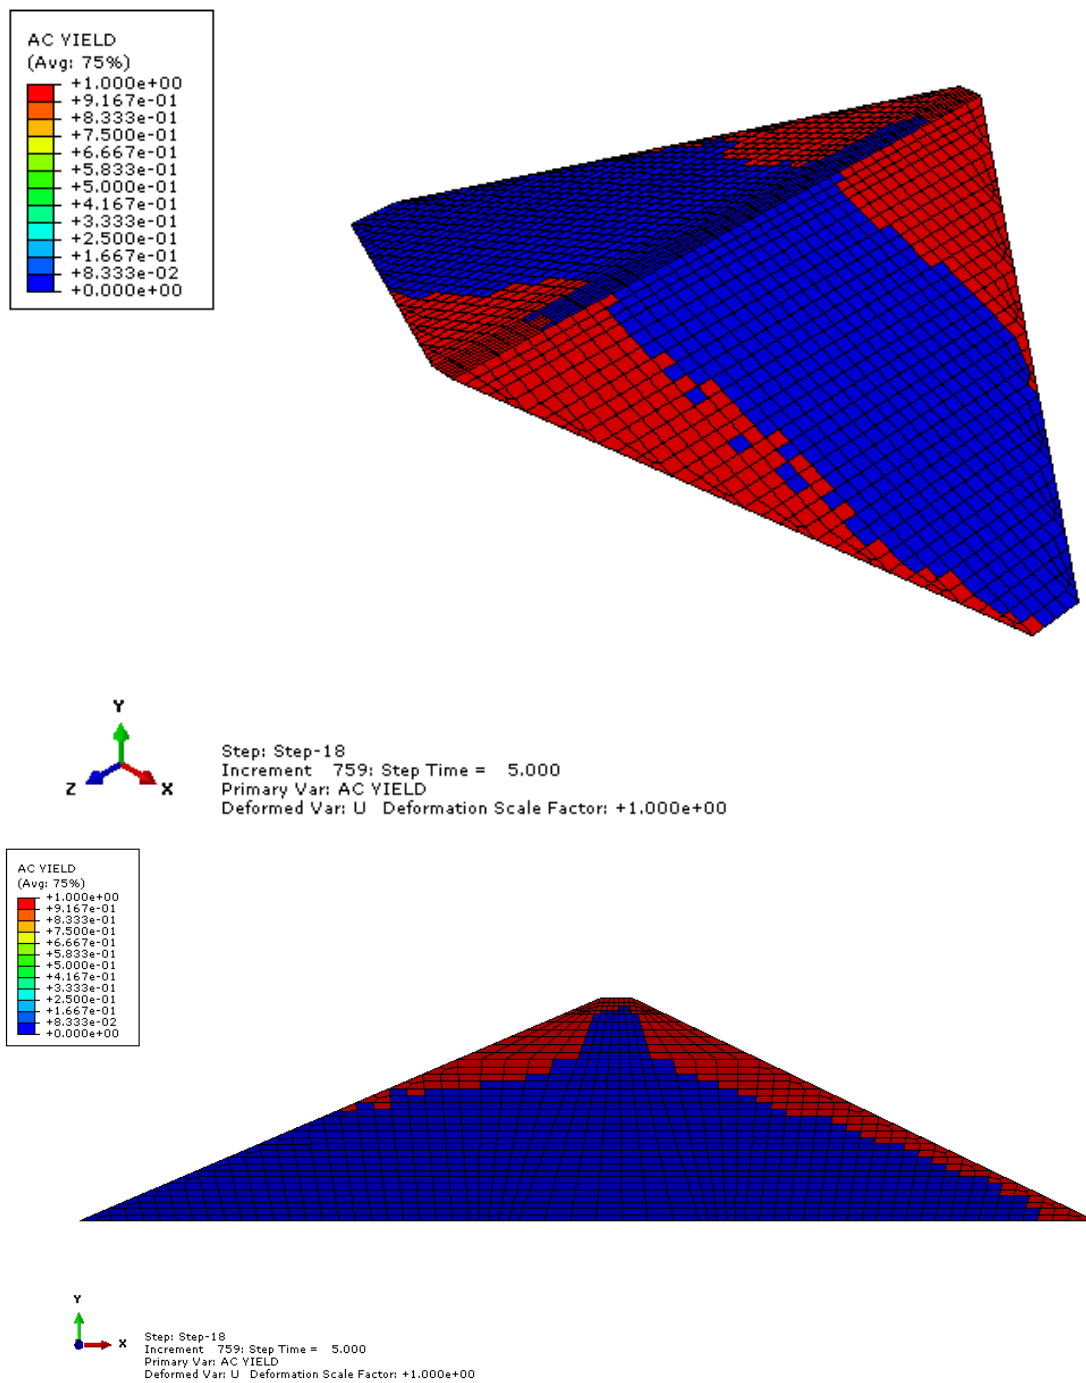 AC YIELD
(Avg: 75%)
+1.000e+00
+9.167e-01
+8.333e-01
+7.500e-01
+6.667e-01
+5.833e-01
+5.000e-01
+4.167e-01
+3.333e-01
+2.500e-01
+1.667e-01
+8.333e-02
+0.000e+00
Y
Z
X
Step: Step-18
Increment 759: Step Time = 5.000
Primary Var: AC YIELD
Deformed Var: U Deformation Scale Factor: +1.000e+00
AC YIELD
(Avg: 75%)
+1.000e+00
+9.167e-01
+8.333e-01
+7.500e-01
+6.667e-01
+5.833e-01
+5.000e-01
+4.167e-01
+3.333e-01
+2.500e-01
+1.667e-01
+8.333e-02
+0.000e+00
Y
X
Step: Step-18
Increment 759: Step Time = 5.000
Primary Var: AC YIELD
Deformed Var: U Deformation Scale Factor: +1.000e+00